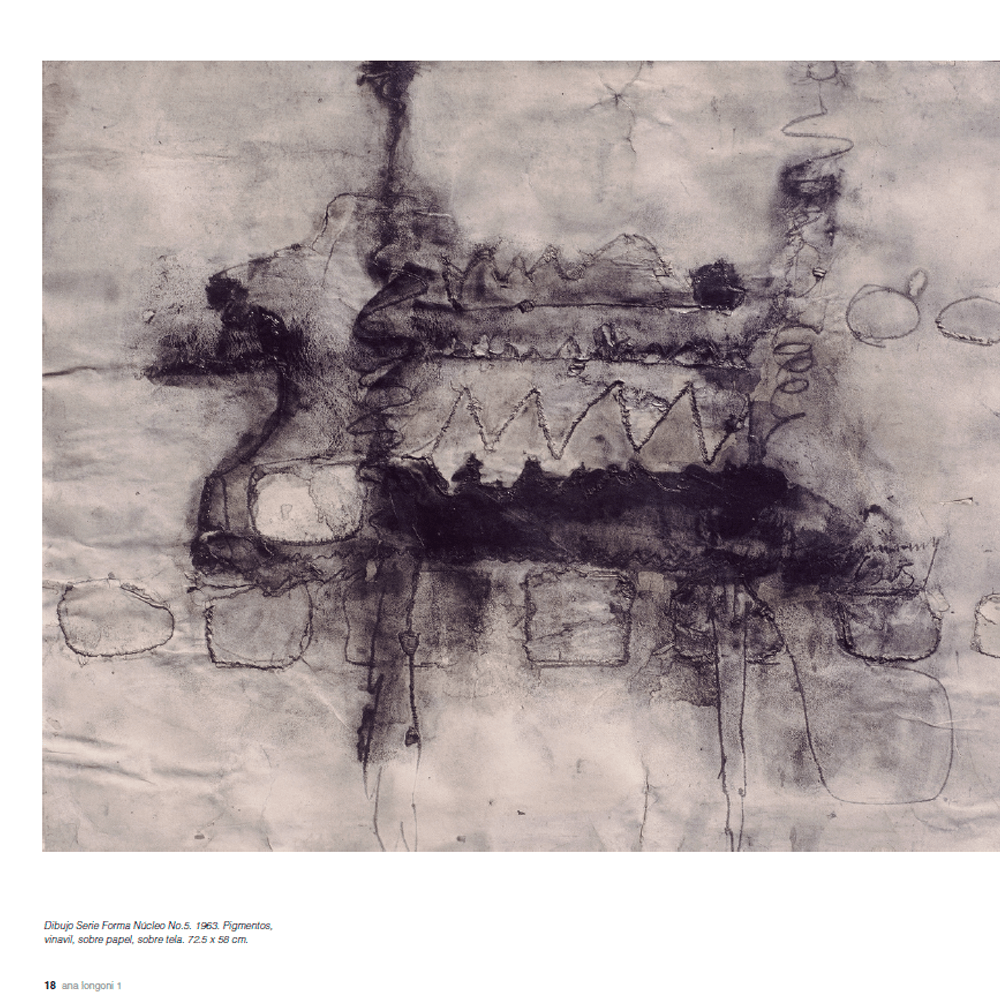 Dibujo Serie Forma Núcleo No.5. 1963. Pigmentos,
vinavil, sobre papel, sobre tela. 72.5 x 58 cm.
18 ana longoni 1